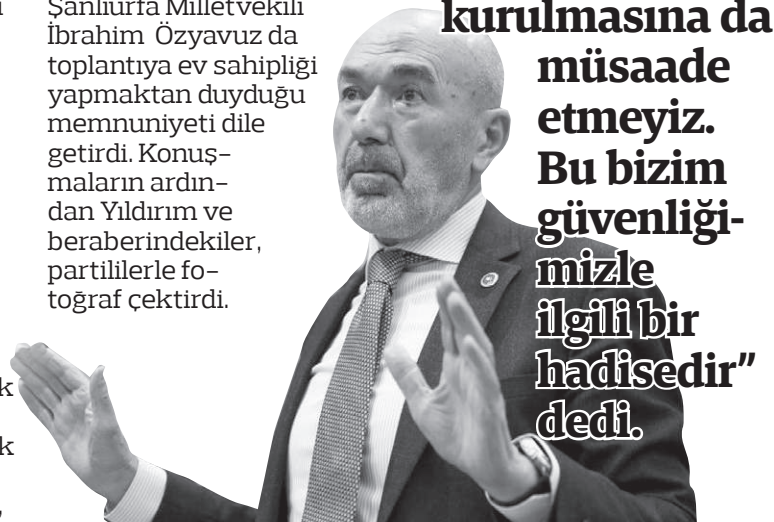 Şanlıurfa Milletvekili
İbrahim Özyavuz da
toplantıya ev sahipliği
yapmaktan duyduğu
memnuniyeti dile
getirdi. Konuş-
maların ardın-
dan Yıldırım ve
beraberindekiler,
partililerle fo-
toğraf çektirdi.
kurulmasına da
müsaade
etmeyiz.
Bu bizim
güvenliği-
mizle
ilgili bir
hadisedir”
dedi.